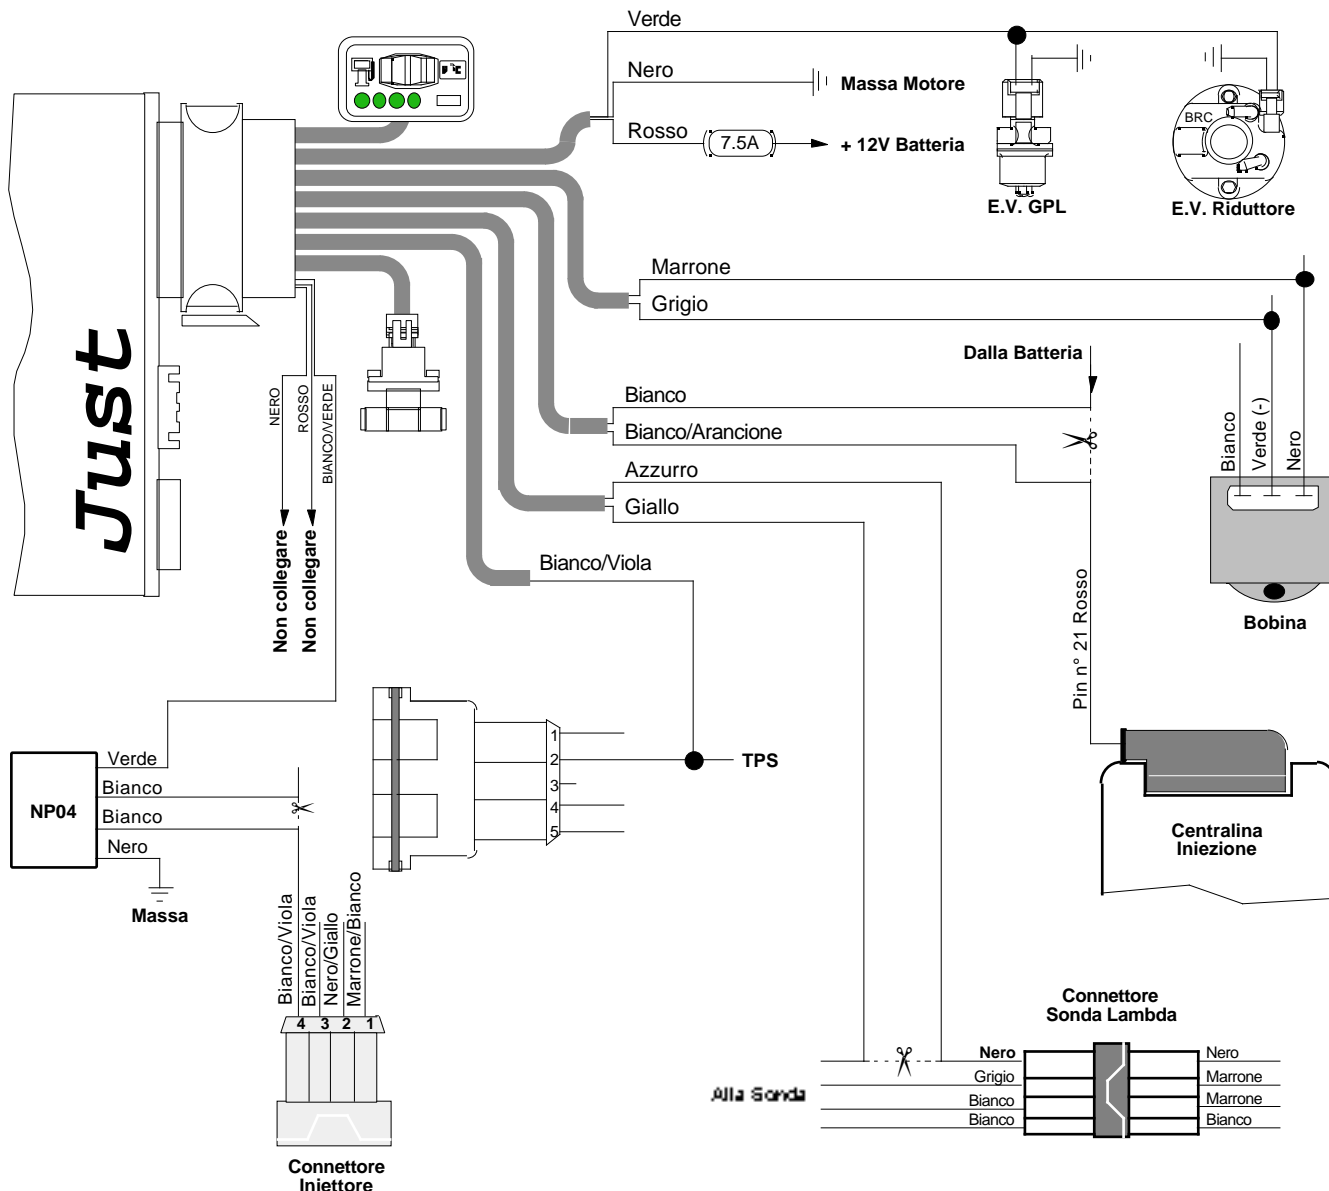 Verde
Nero
Massa Motore
Rosso
7.5A
+ 12V Batteria
BRC
E.V. GPL
E.V. Riduttore
Marrone
Grigio
Dalla Batteria
Just
NERO
ROSSO
BIANCO/VERDE
Bianco
Bianco/Arancione
Bianco
Verde (-)
Nero
Azzurro
Giallo
Non collegare
Non collegare
Bianco/Viola
Pin n° 21 Rosso
Bobina
1
2
3
4
5
TPS
NP04
Verde
Bianco
Bianco
Nero
Massa
Centralina
Iniezione
Bianco/Viola
Bianco/Viola
Nero/Giallo
Marrone/Bianco
4 3 2 1
Connettore
Iniettore
Connettore
Sonda Lambda
Alla Sonda
Nero
Grigio
Bianco
Bianco
Nero
Marrone
Marrone
Bianco